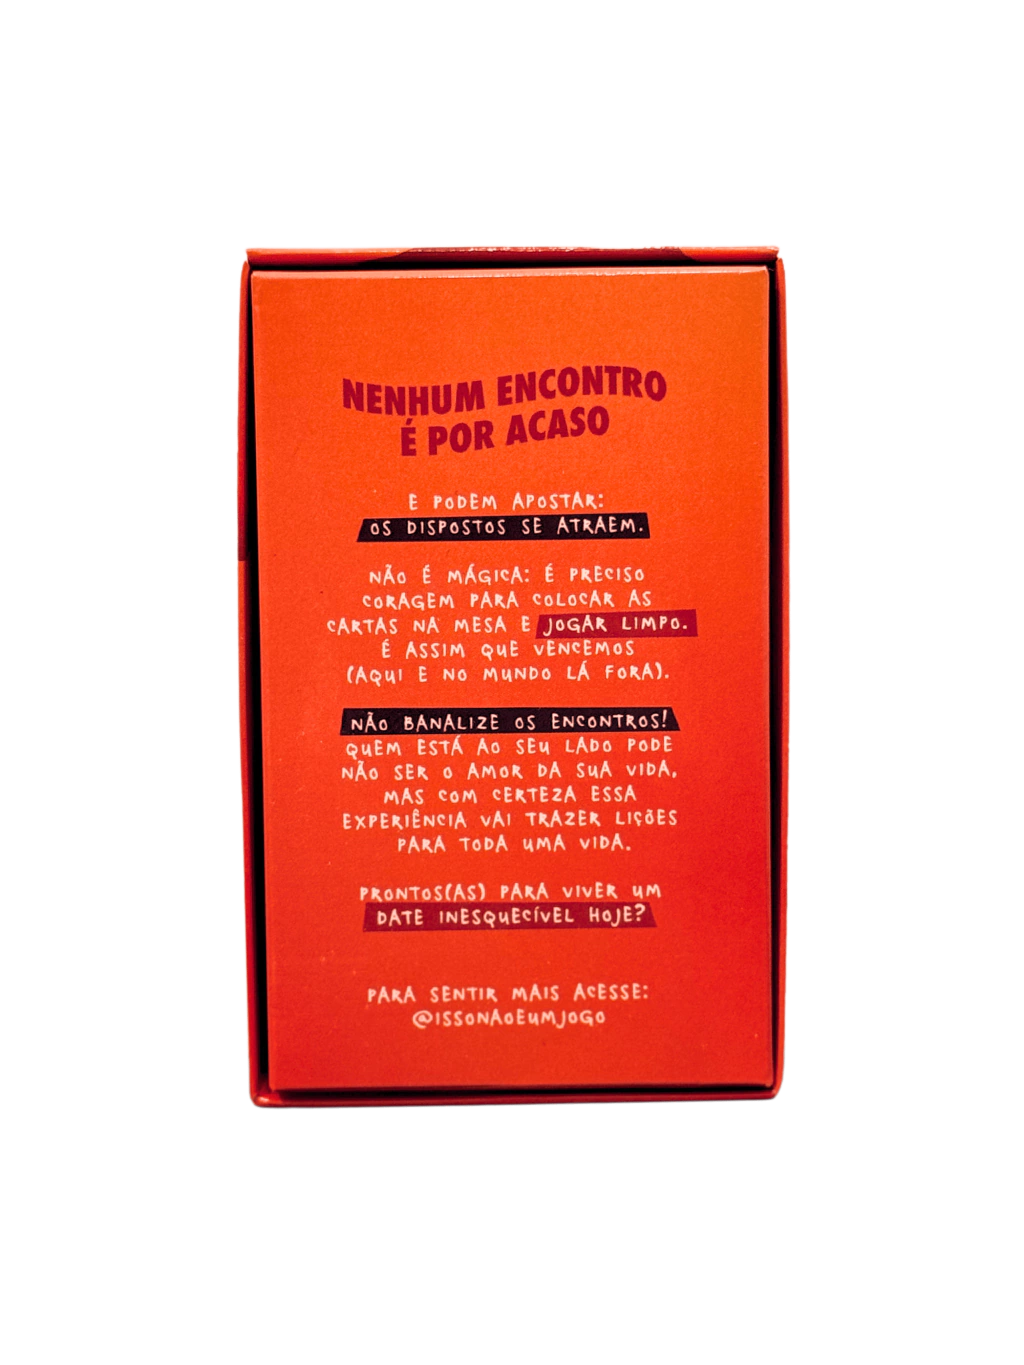 NENHUM ENCONTRO
É POR ACASO
E PODEM APOSTAR:
OS DISPOSTOS SE ATRAEM.
NÃO É MÁGICA: É PRECISO
CORAGEM PARA COLOCAR AS
CARTAS NA MESA E JOGAR LIMPO.
É ASSIM QUE VENCEMOS
(AQUI E NO MUNDO LÁ FORA).
NÃO BANALIZE OS ENCONTROS!
QUEM ESTÁ AO SEU LADO PODE
NÃO SER O AMOR DA SUA VIDA,
MAS COM CERTEZA ESSA
EXPERIÊNCIA VAI TRAZER LIÇÕES
PARA TODA UMA VIDA.
PRONTOS(AS) PARA VIVER UM
DATE INESQUECÍVEL HOJE?
PARA SENTIR MAIS ACESSE:
@ISSONAOEUMJOGO